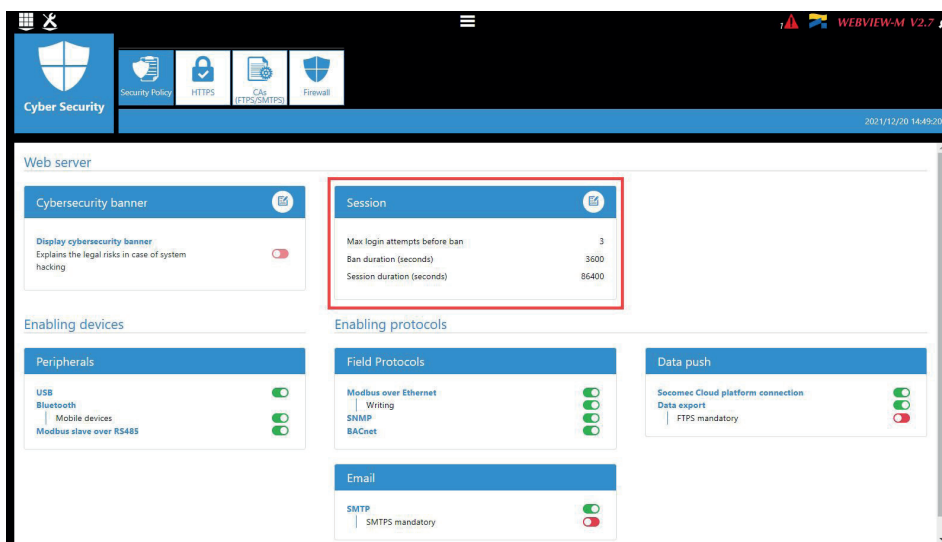 1
WEBVIEW-M V2.7
Cyber Security
Security Policy
HTTPS
CAs
(FTPS/SMTPS)
Firewall
2021/12/20 14:49:20
Web server
Cybersecurity banner
Display cybersecurity banner
Explains the legal risks in case of system
hacking
Session
Max login attempts before ban 3
Ban duration (seconds) 3600
Session duration (seconds) 86400
Enabling devices
Peripherals
USB
Bluetooth
Mobile devices
Modbus slave over RS485
Enabling protocols
Field Protocols
Modbus over Ethernet
Writing
SNMP
BACnet
Data push
Socomec Cloud platform connection
Data export
FTPS mandatory
Email
SMTP
SMTPS mandatory